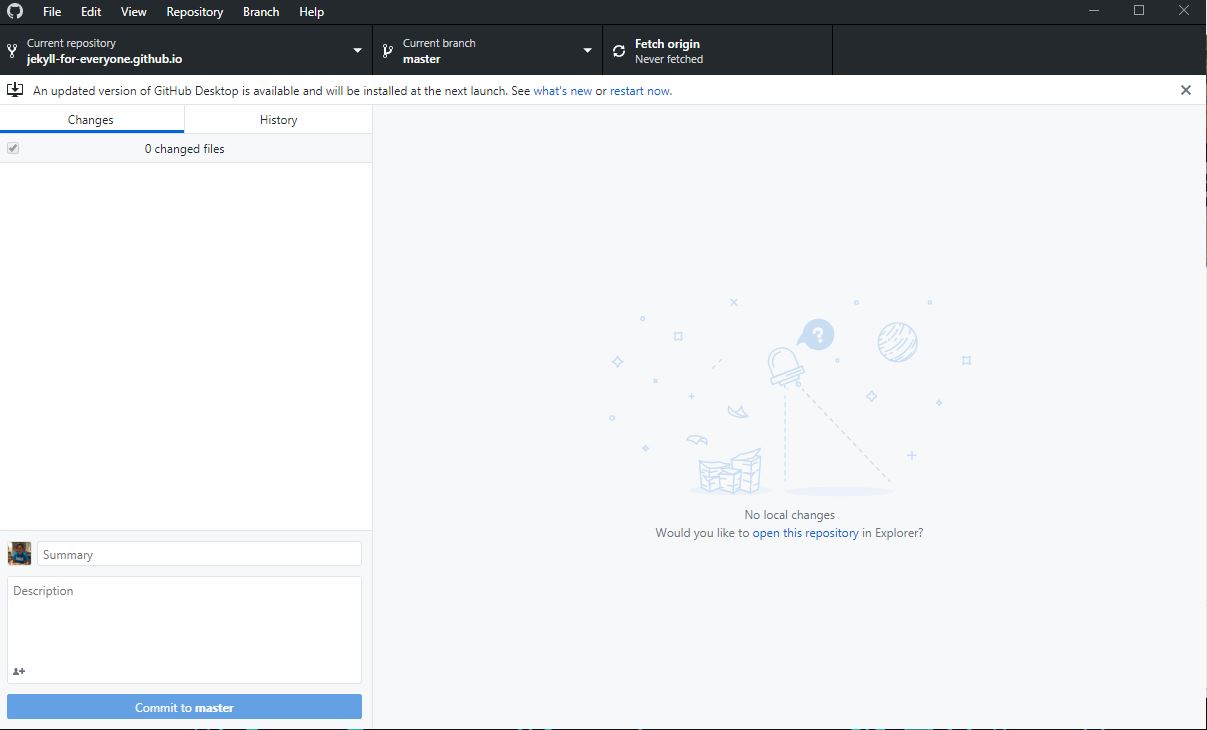 File Edit View Repository Branch Help
Current repository
jekyll-for-everyone.github.io
Current branch
master
Fetch origin
Never fetched
An updated version of GitHub Desktop is available and will be installed at the next launch. See what's new or restart now.
Changes
History
0 changed files
?
No local changes
Would you like to open this repository in Explorer?
Summary
Description
Commit to master